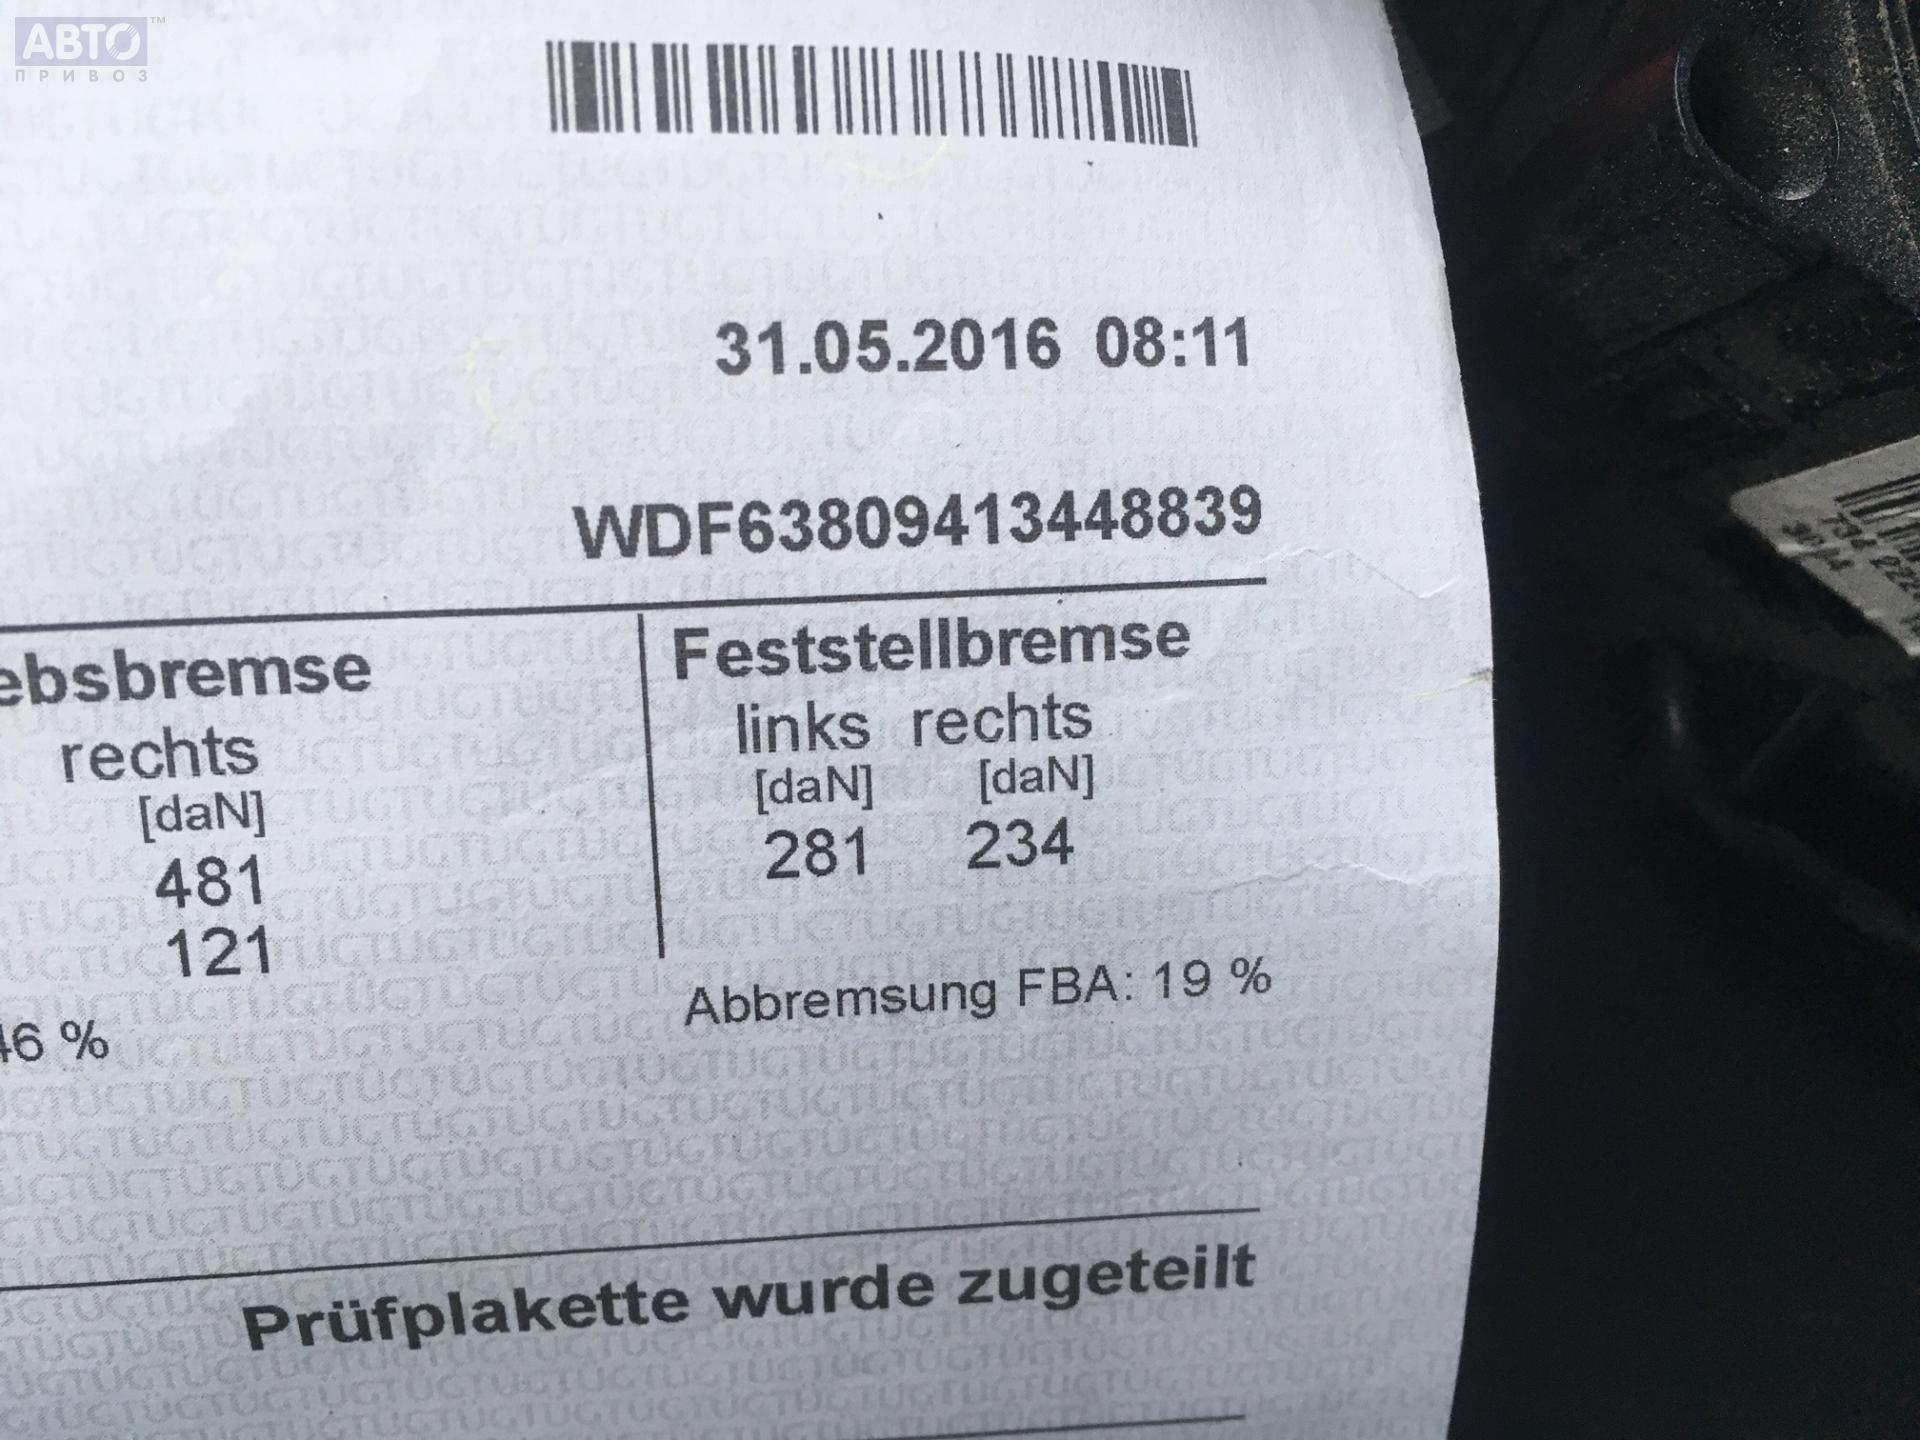 АВТО™
ПРИВОЗ
31.05.2016 08:11
WDF63809413448839
ebsbremse
Feststellbremse
rechts
links rechts
[daN]
[daN] [daN]
481
281 234
121
Abbremsung FBA: 19 %
46 %
Prüfplakette wurde zugeteilt